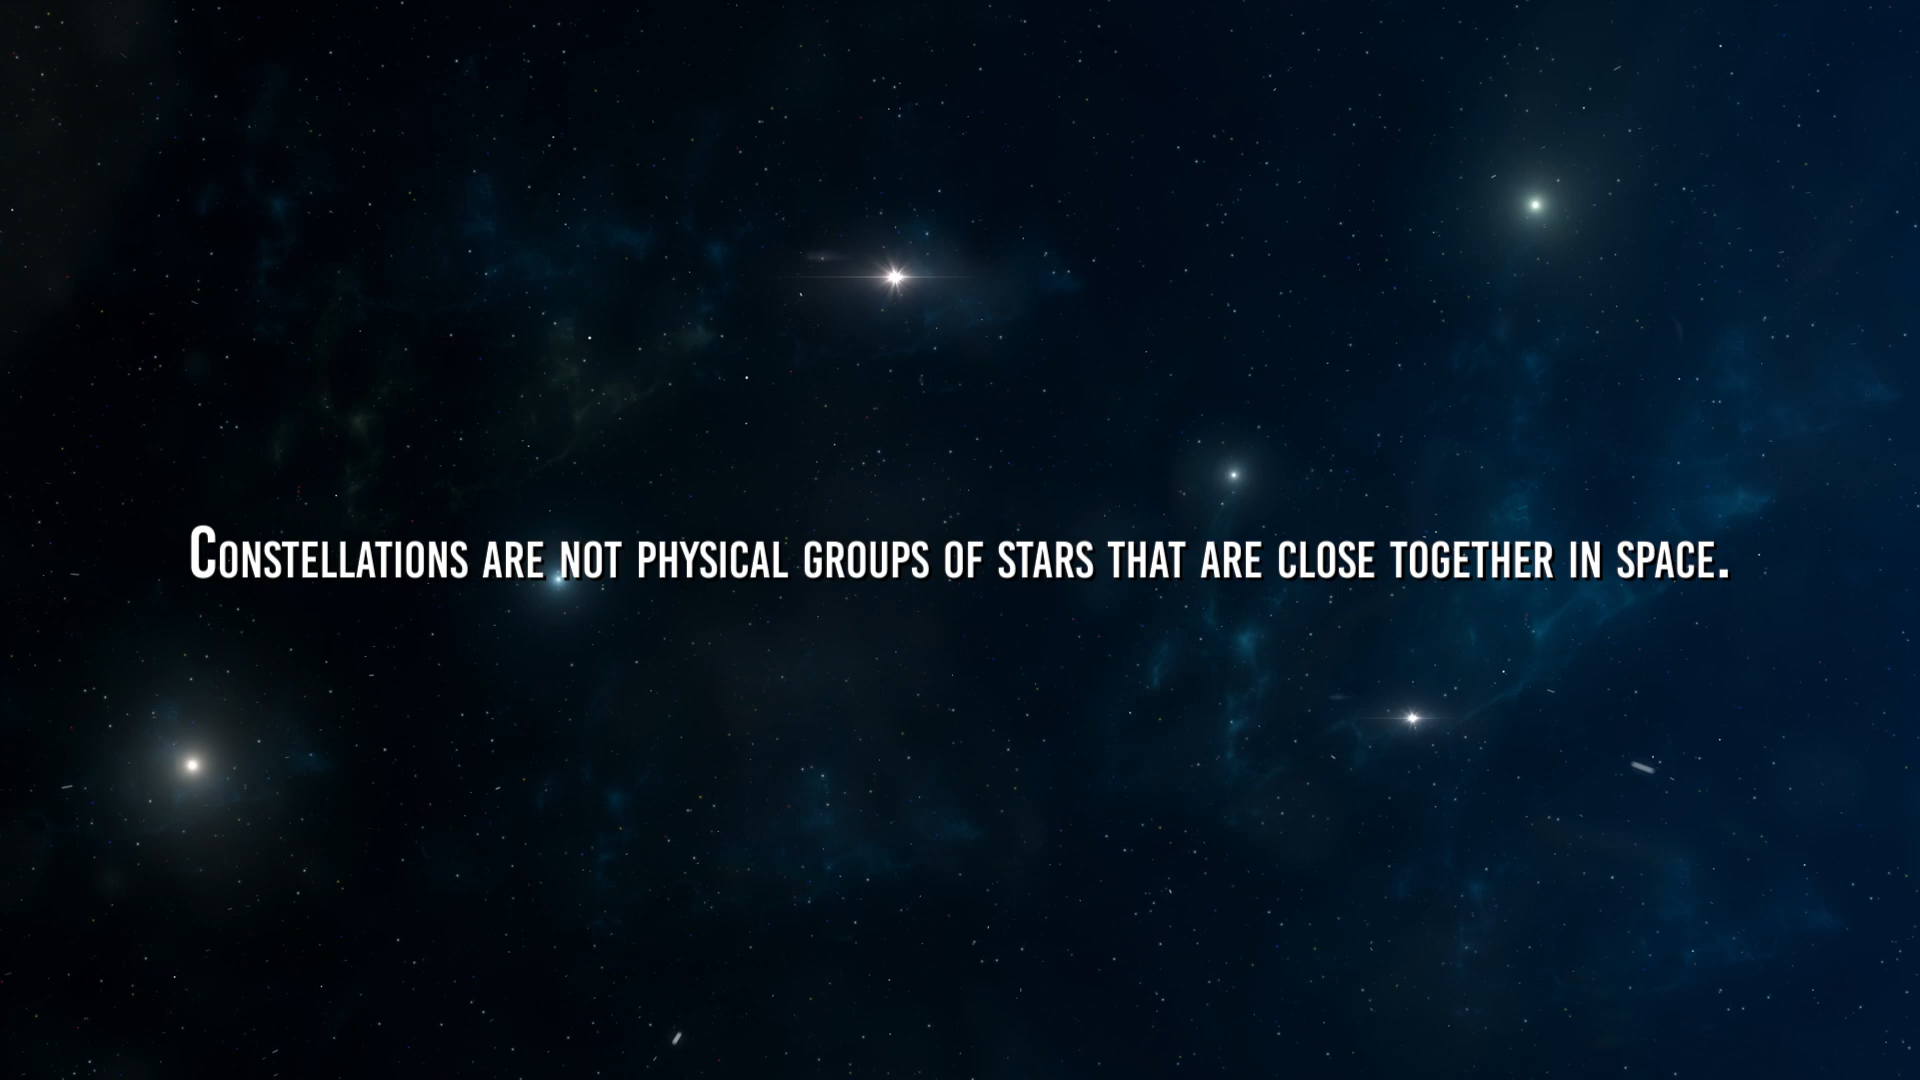 Constellations are not physical groups of stars that are close together in space.